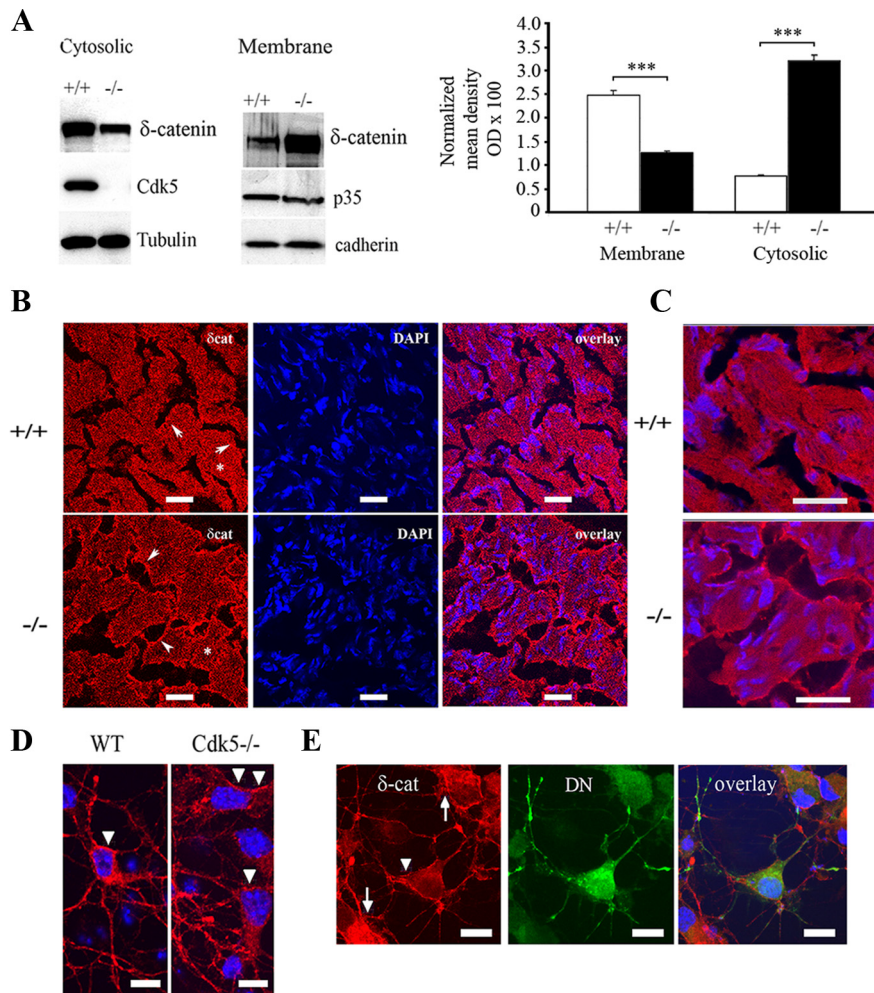 A
Cytosolic
+/+ -/-
δ-catenin
Cdk5
Tubulin
Membrane
+/+ -/-
δ-catenin
p35
cadherin
Normalized
mean density
OD x 100
4.0
3.5
3.0
2.5
2.0
1.5
1.0
0.5
0
*** ***
+/+ -/- +/+ -/-
Membrane Cytosolic
B
δcat DAPI overlay
+/+
*
δcat DAPI overlay
-/-
*
C
+/+
-/-
D
WT Cdk5-/-
E
δ-cat DN overlay